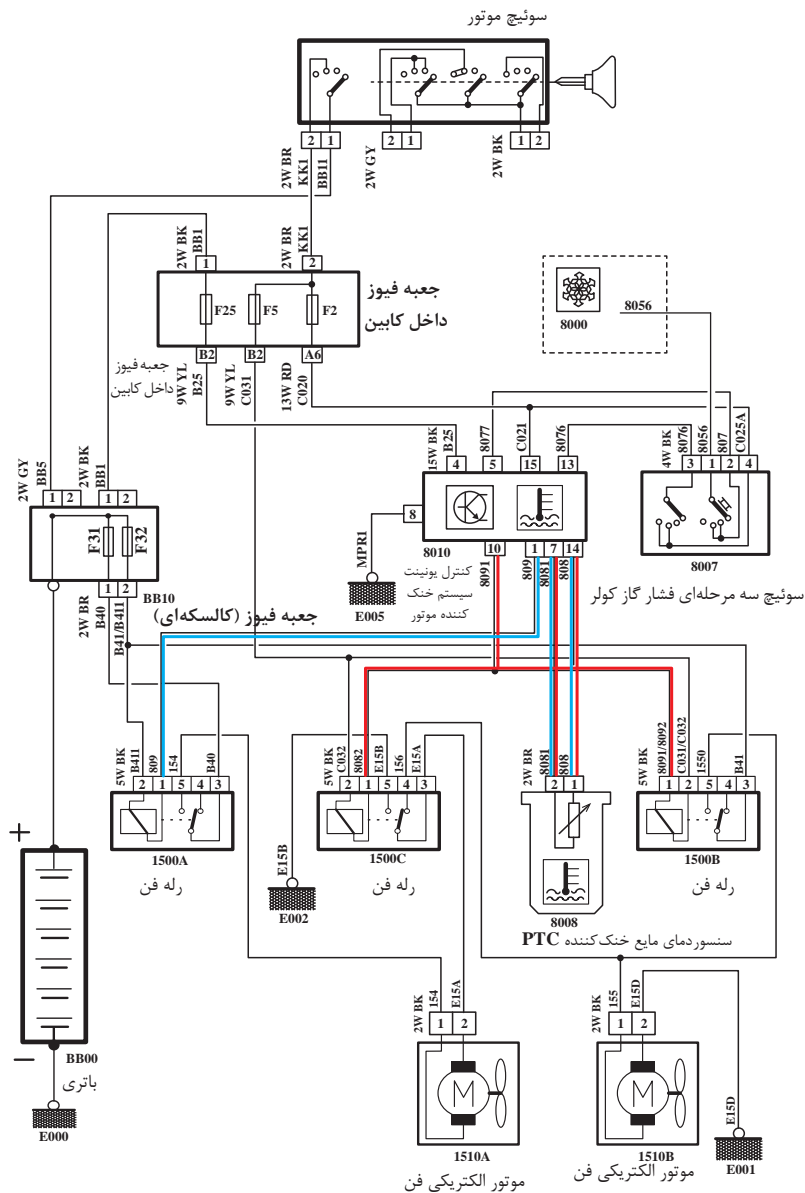 سوئیچ موتور
2 1
2 1
1 2
2W BR
KK1
BB11
2W GY
2W BK
2W BK
BB1
2W BR
KK1
1
2
F25
F5
F2
جعبه فیوز
داخل کابین
B2
B2
A6
جعبه فیوز
داخل کابین
9W YL
B25
9W YL
C031
13W RD
C020
8000
8056
2W GY
BB5
2W BK
BB1
1 2
1 2
F31
F32
1 2
BB10
2W BR
B40
B41/B411
جعبه فیوز (کالسکه‌ای)
15W BK
B25
8077
C021
8076
4 5 15 13
8
MPR1
E005
8010
کنترل یونینت
سیستم خنک
کننده موتور
10 1 7 14
8091
809
8081
808
4W BK
8076
8056
807
C025A
3 1 2 4
8007
سوئیچ سه مرحله‌ای فشار گاز کولر
5W BK
B411
809
154
B40
2 1 5 4 3
1500A
رله فن
5W BK
C032
8082
E15B
156
E15A
2 1 5 4 3
1500C
رله فن
E15B
E002
2W BR
8081
808
2 1
8008
سنسوردمای مایع خنک‌کننده PTC
5W BK
8091/8092
C031/C032
1550
B41
1 2 5 4 3
1500B
رله فن
+
–
BB00
باتری
E000
2W BK
154
E15A
1 2
M
1510A
موتور الکتریکی فن
2W BK
155
E15D
1 2
M
1510B
موتور الکتریکی فن
E15D
E001